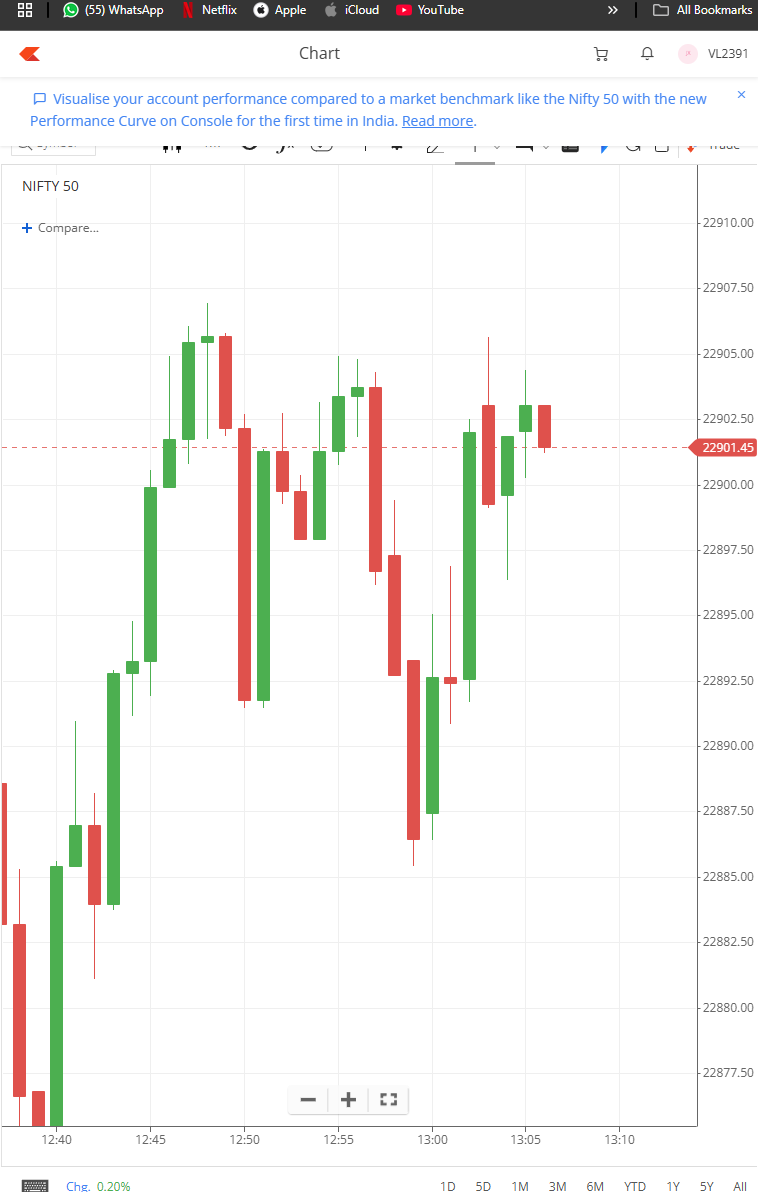 (55) WhatsApp Netflix Apple iCloud YouTube » All Bookmarks
Chart VL2391
Visualise your account performance compared to a market benchmark like the Nifty 50 with the new
Performance Curve on Console for the first time in India. Read more.
NIFTY 50
+ Compare...
22910.00
22907.50
22905.00
22902.50
22901.45
22900.00
22897.50
22895.00
22892.50
22890.00
22887.50
22885.00
22882.50
22880.00
22877.50
12:40 12:45 12:50 12:55 13:00 13:05 13:10
Chg. 0.20% 1D 5D 1M 3M 6M YTD 1Y 5Y All